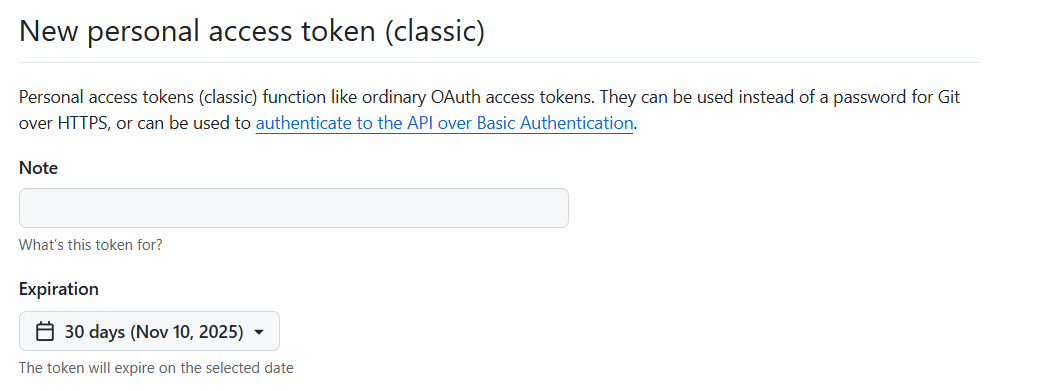 New personal access token (classic)
Personal access tokens (classic) function like ordinary OAuth access tokens. They can be used instead of a password for Git
over HTTPS, or can be used to authenticate to the API over Basic Authentication.
Note
What's this token for?
Expiration
30 days (Nov 10, 2025)
The token will expire on the selected date